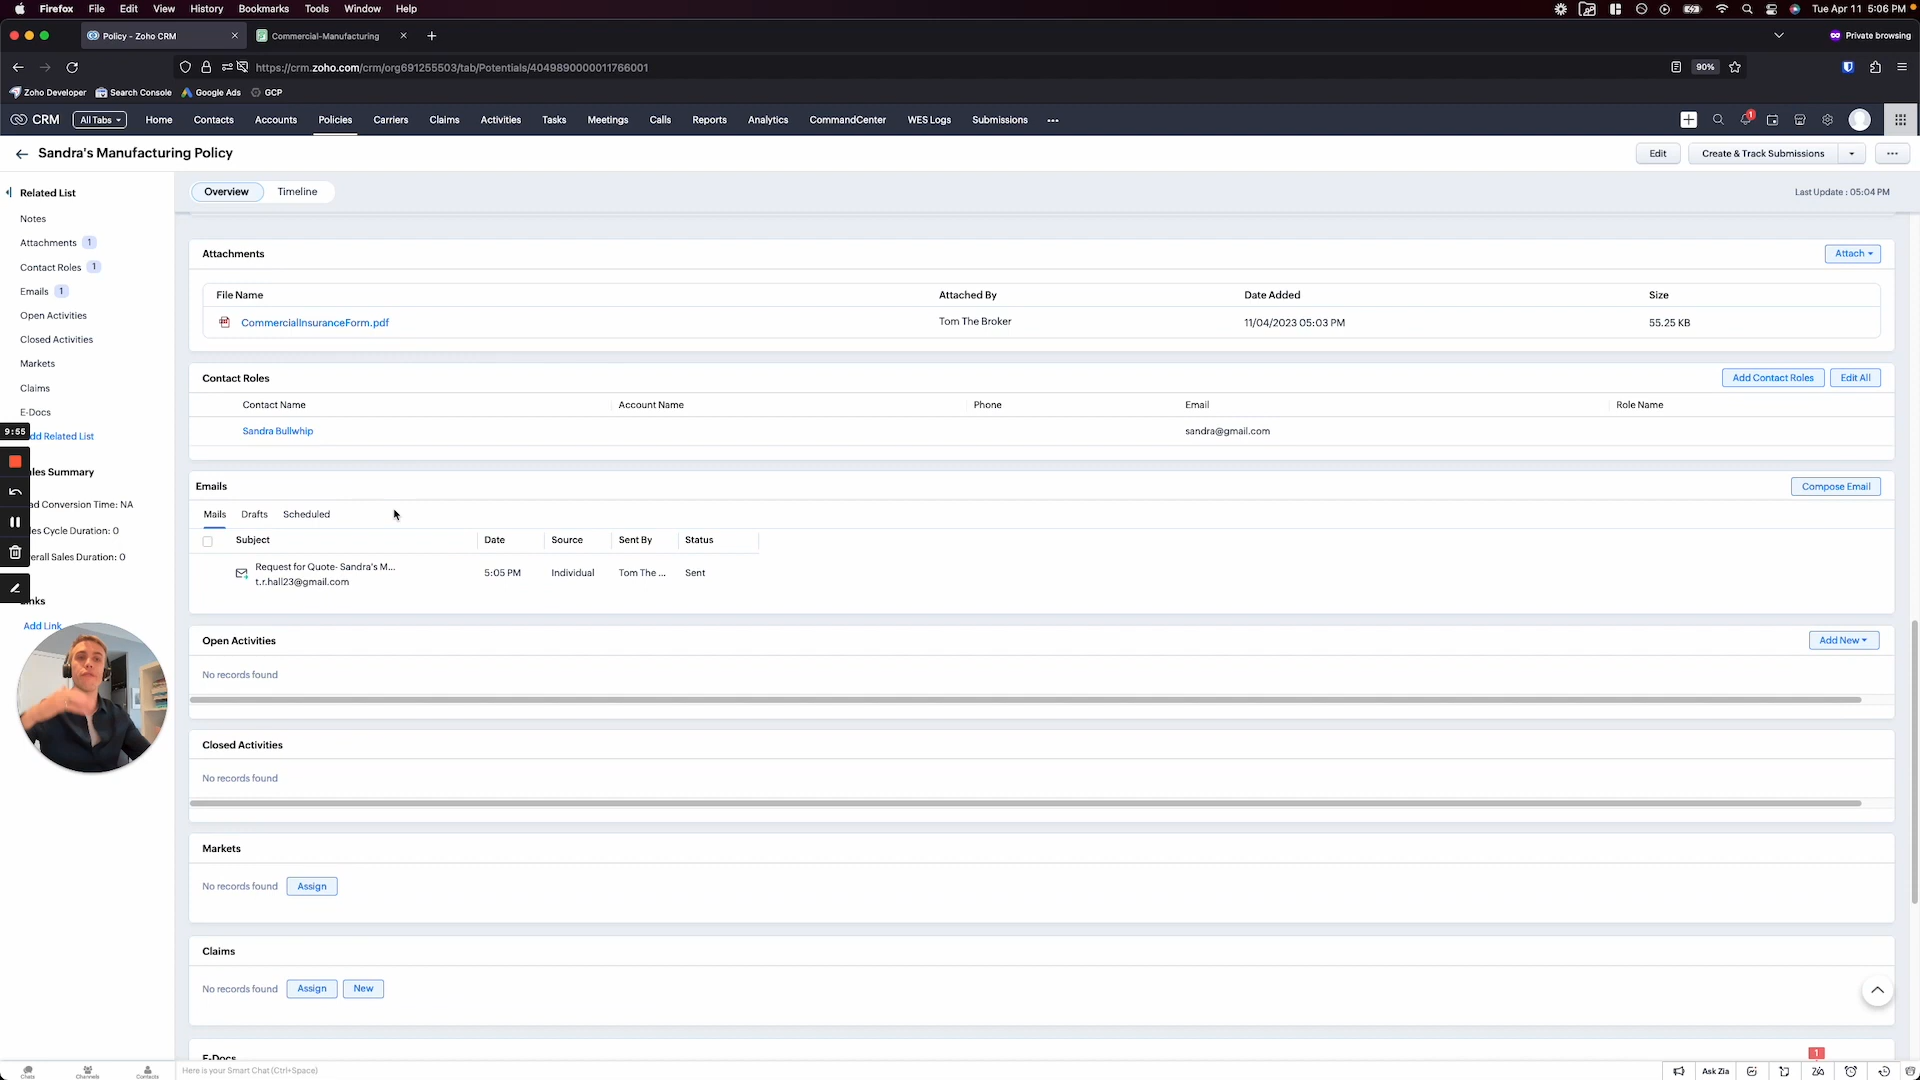 Firefox File Edit View History Bookmarks Tools Window Help Tue Apr 11 5:06 PM
Policy - Zoho CRM Commercial-Manufacturing Private browsing
https://crm.zoho.com/crm/org691255503/tab/Potentials/4049890000011766001 90%
Zoho Developer Search Console Google Ads GCP
CRM All Tabs Home Contacts Accounts Policies Carriers Claims Activities Tasks Meetings Calls Reports Analytics CommandCenter WES Logs Submissions ... 1
Sandra's Manufacturing Policy Edit Create & Track Submissions
Related List
Notes
Attachments 1
Contact Roles 1
Emails 1
Open Activities
Closed Activities
Markets
Claims
E-Docs
9:55
dd Related List
les Summary
ad Conversion Time: NA
les Cycle Duration: 0
erall Sales Duration: 0
nks
Add Link
Overview Timeline Last Update : 05:04 PM
Attachments Attach
File Name Attached By Date Added Size
CommercialInsuranceForm.pdf Tom The Broker 11/04/2023 05:03 PM 55.25 KB
Contact Roles Add Contact Roles Edit All
Contact Name Account Name Phone Email Role Name
Sandra Bullwhip sandra@gmail.com
Emails Compose Email
Mails Drafts Scheduled
Subject Date Source Sent By Status
Request for Quote- Sandra's M... 5:05 PM Individual Tom The ... Sent
t.r.hall23@gmail.com
Open Activities Add New
No records found
Closed Activities
No records found
Markets
No records found Assign
Claims
No records found Assign New
E-Docs
1
Chats Channels Contacts Here is your Smart Chat (Ctrl+Space) Ask Zia